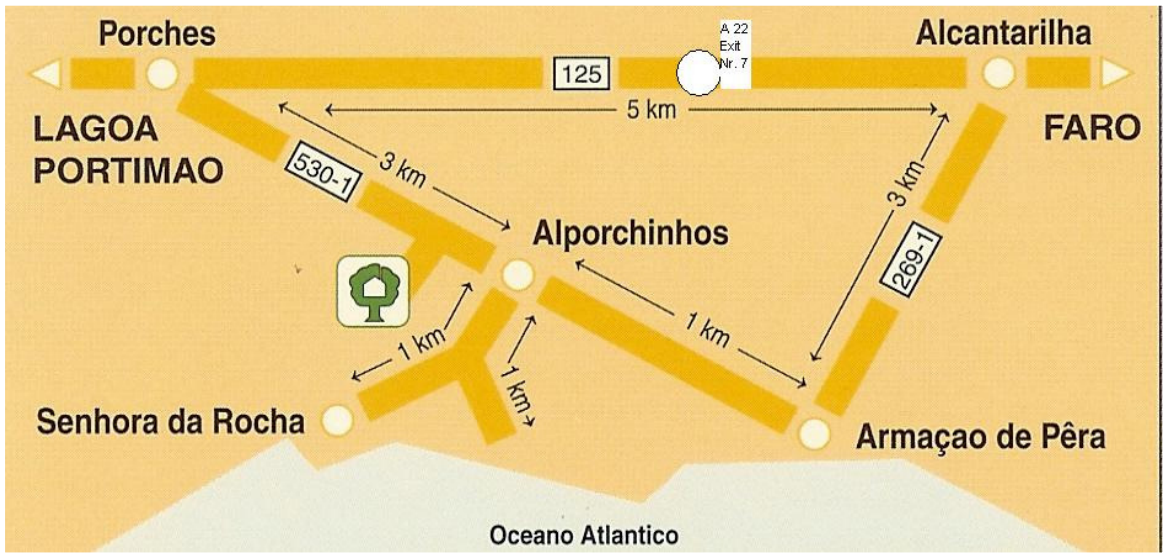 Porches
A 22
Exit
Nr. 7
Alcantarilha
125
5 km
LAGOA
PORTIMAO
FARO
530-1
3 km
3 km
Alporchinhos
269-1
1 km
1 km
1 km
Senhora da Rocha
Armaçao de Pêra
Oceano Atlantico